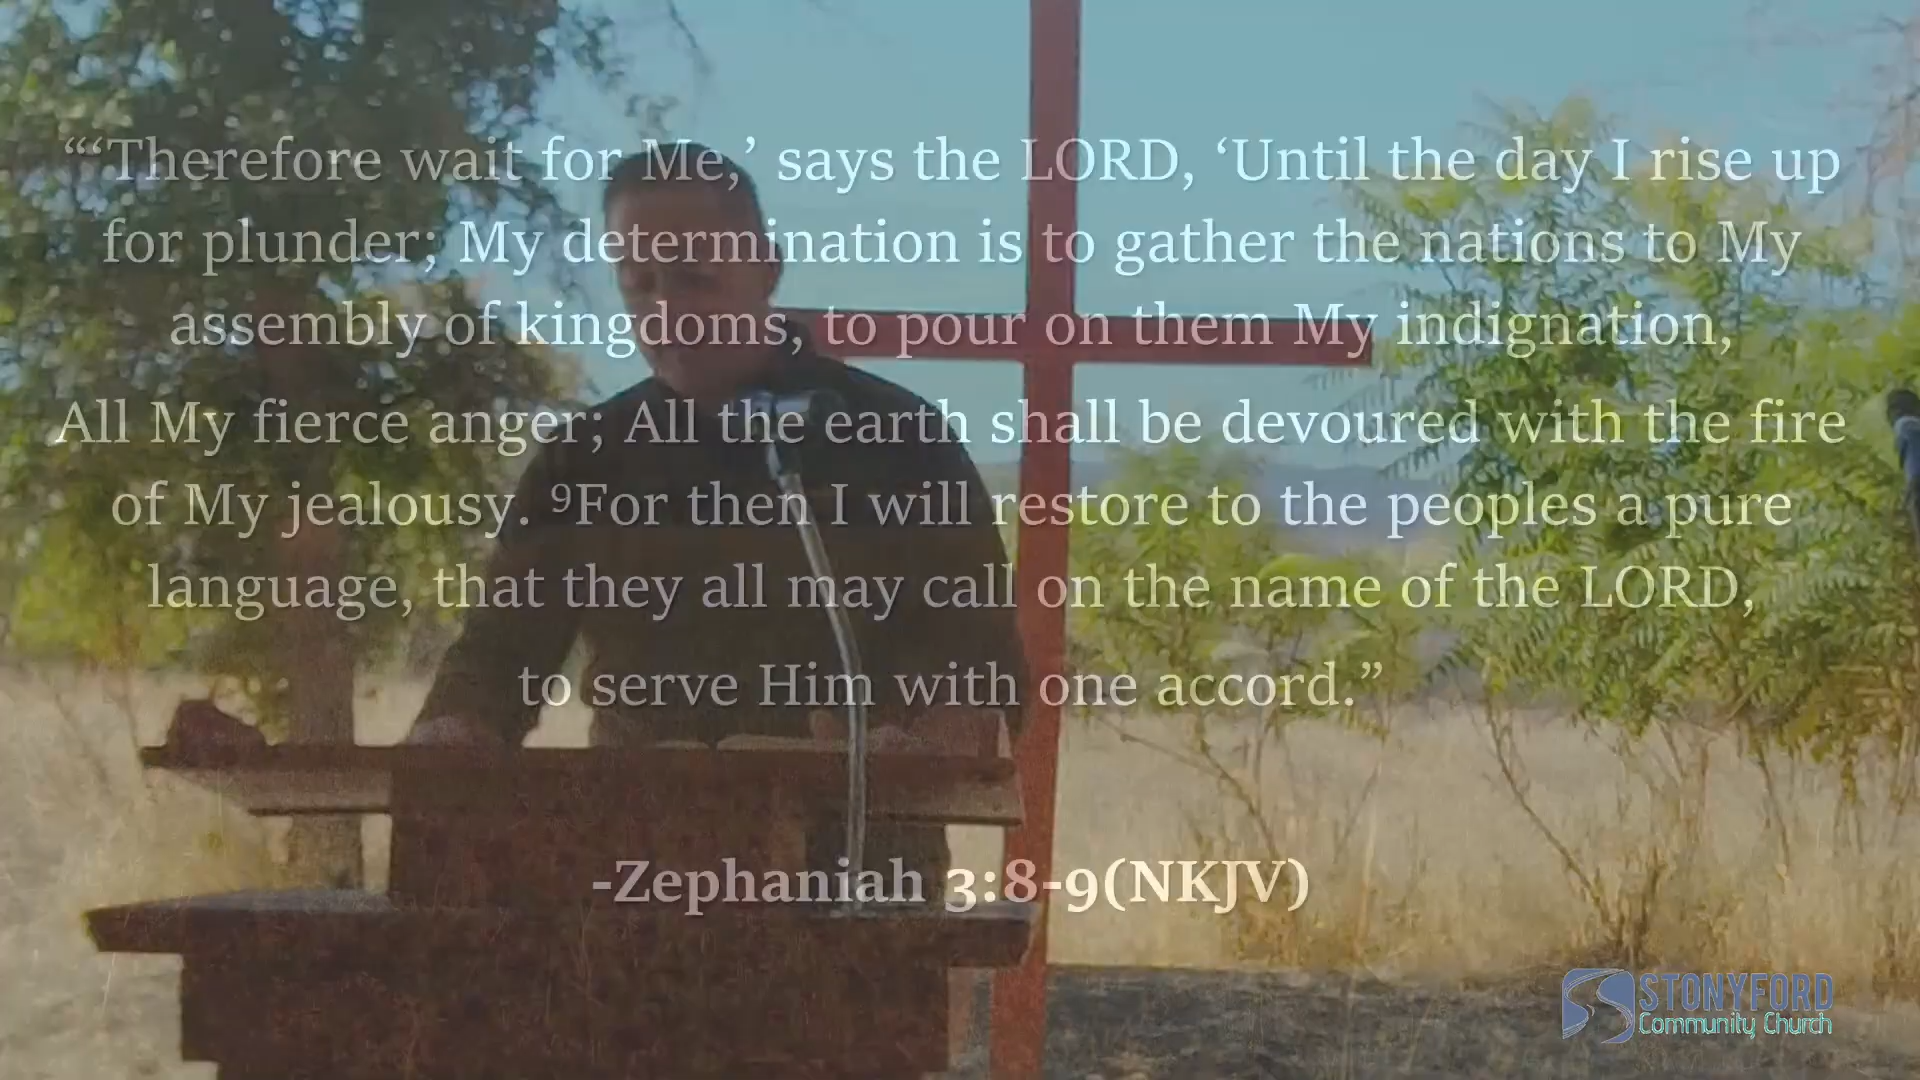 “‘Therefore wait for Me,’ says the LORD, ‘Until the day I rise up
for plunder; My determination is to gather the nations to My
assembly of kingdoms, to pour on them My indignation,
All My fierce anger; All the earth shall be devoured with the fire
of My jealousy. ⁹For then I will restore to the peoples a pure
language, that they all may call on the name of the LORD,
to serve Him with one accord.”
-Zephaniah 3:8-9(NKJV)
STONYFORD
Community Church